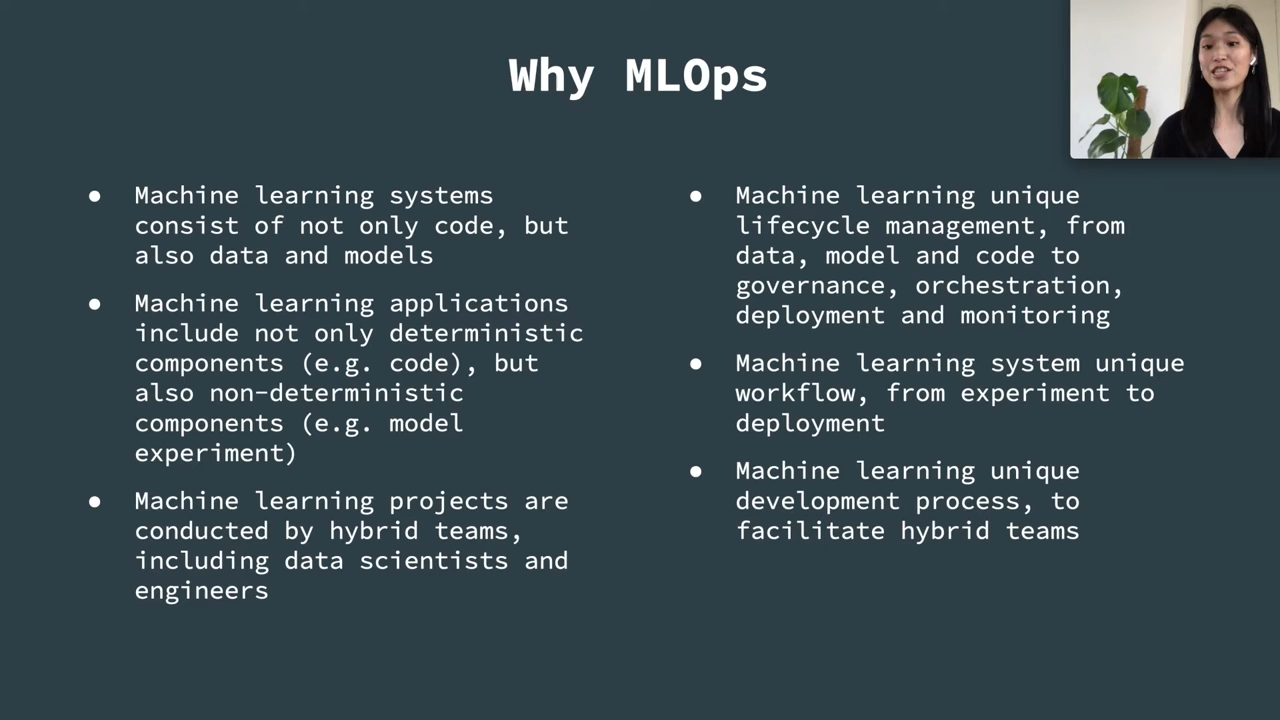 Why MLOps
● Machine learning systems
consist of not only code, but
also data and models
● Machine learning applications
include not only deterministic
components (e.g. code), but
also non-deterministic
components (e.g. model
experiment)
● Machine learning projects are
conducted by hybrid teams,
including data scientists and
engineers
● Machine learning unique
lifecycle management, from
data, model and code to
governance, orchestration,
deployment and monitoring
● Machine learning system unique
workflow, from experiment to
deployment
● Machine learning unique
development process, to
facilitate hybrid teams